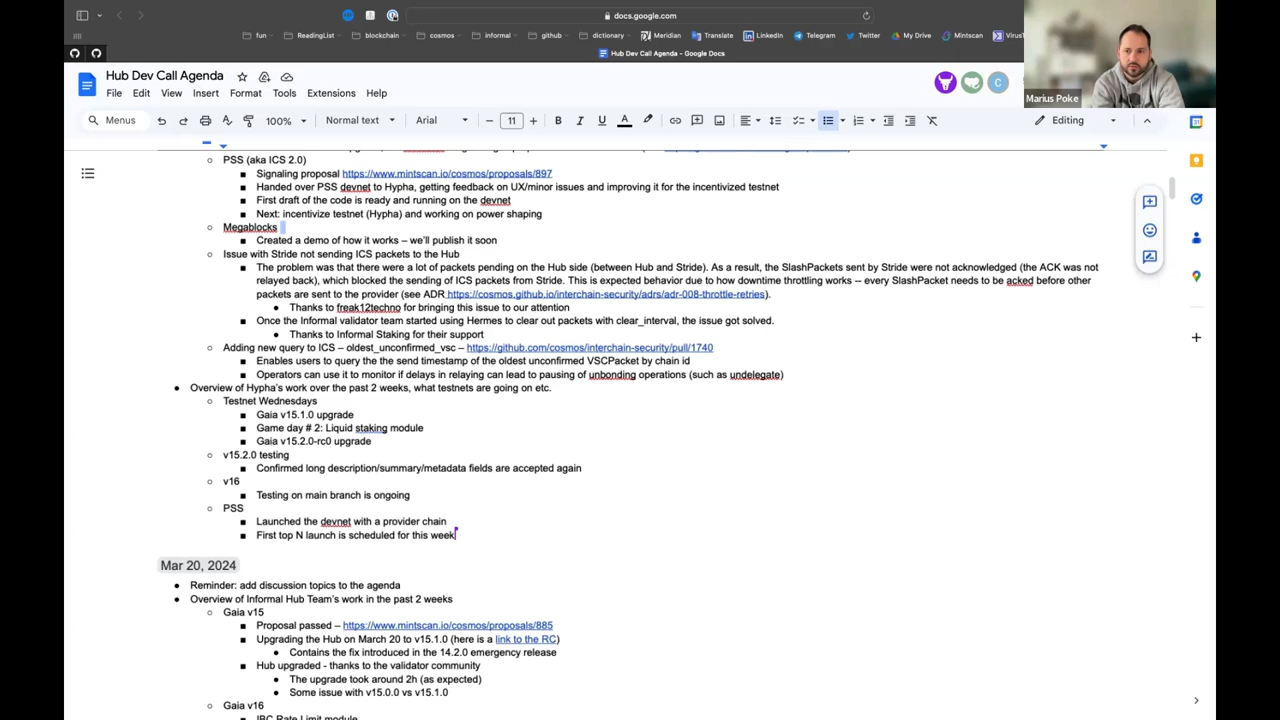 docs.google.com
fun
ReadingList
blockchain
cosmos
informal
github
dictionary
Meridian
Translate
LinkedIn
Telegram
Twitter
My Drive
Mintscan
Hub Dev Call Agenda - Google Docs
Marius Poke
Hub Dev Call Agenda
C
File Edit View Insert Format Tools Extensions Help
Menus 100% Normal text Arial 11 B I U A Editing
PSS (aka ICS 2.0)
Signaling proposal https://www.mintscan.io/cosmos/proposals/897
Handed over PSS devnet to Hypha, getting feedback on UX/minor issues and improving it for the incentivized testnet
First draft of the code is ready and running on the devnet
Next: incentivize testnet (Hypha) and working on power shaping
Megablocks
Created a demo of how it works – we'll publish it soon
Issue with Stride not sending ICS packets to the Hub
The problem was that there were a lot of packets pending on the Hub side (between Hub and Stride). As a result, the SlashPackets sent by Stride were not acknowledged (the ACK was not
relayed back), which blocked the sending of ICS packets from Stride. This is expected behavior due to how downtime throttling works -- every SlashPacket needs to be acked before other
packets are sent to the provider (see ADR https://cosmos.github.io/interchain-security/adrs/adr-008-throttle-retries).
Thanks to freak12techno for bringing this issue to our attention
Once the Informal validator team started using Hermes to clear out packets with clear_interval, the issue got solved.
Thanks to Informal Staking for their support
Adding new query to ICS – oldest_unconfirmed_vsc – https://github.com/cosmos/interchain-security/pull/1740
Enables users to query the the send timestamp of the oldest unconfirmed VSCPacket by chain id
Operators can use it to monitor if delays in relaying can lead to pausing of unbonding operations (such as undelegate)
Overview of Hypha's work over the past 2 weeks, what testnets are going on etc.
Testnet Wednesdays
Gaia v15.1.0 upgrade
Game day # 2: Liquid staking module
Gaia v15.2.0-rc0 upgrade
v15.2.0 testing
Confirmed long description/summary/metadata fields are accepted again
v16
Testing on main branch is ongoing
PSS
Launched the devnet with a provider chain
First top N launch is scheduled for this week
Mar 20, 2024
Reminder: add discussion topics to the agenda
Overview of Informal Hub Team's work in the past 2 weeks
Gaia v15
Proposal passed – https://www.mintscan.io/cosmos/proposals/885
Upgrading the Hub on March 20 to v15.1.0 (here is a link to the RC)
Contains the fix introduced in the 14.2.0 emergency release
Hub upgraded - thanks to the validator community
The upgrade took around 2h (as expected)
Some issue with v15.0.0 vs v15.1.0
Gaia v16
IBC Rate Limit module